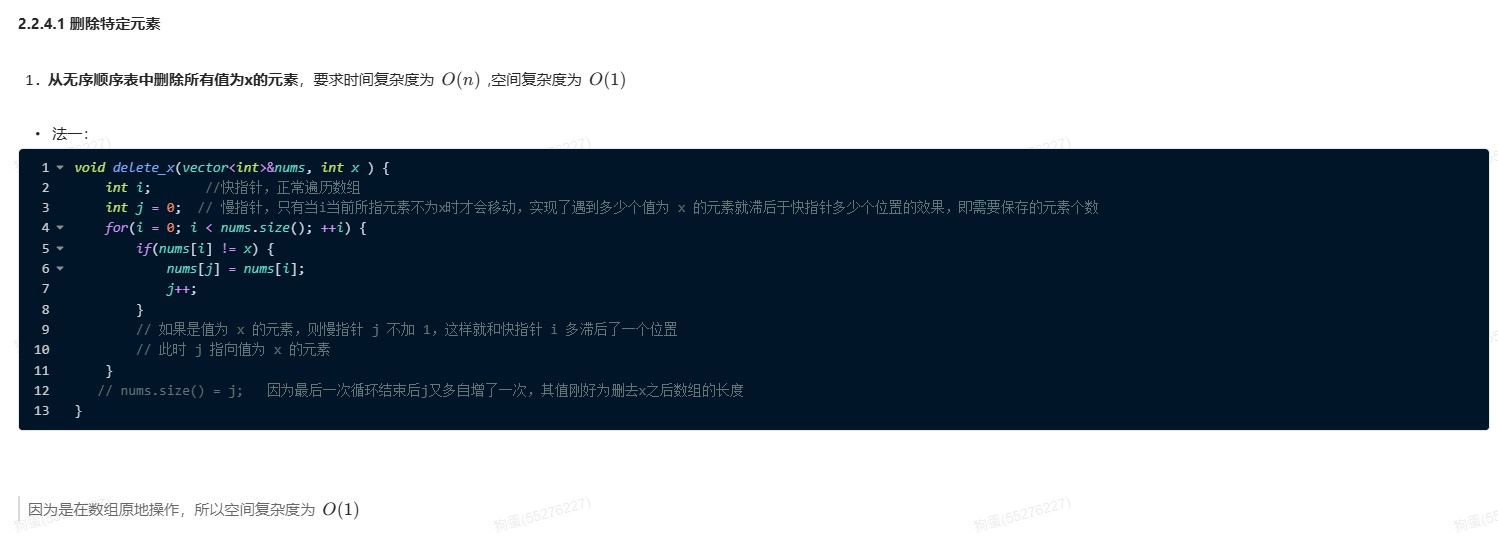 2.2.4.1 删除特定元素
1. 从无序顺序表中删除所有值为x的元素，要求时间复杂度为 O(n) ,空间复杂度为 O(1)
• 法一：
1 void delete_x(vector<int>&nums, int x ) {
2 int i; //快指针，正常遍历数组
3 int j = 0; // 慢指针，只有当i当前所指元素不为x时才会移动，实现了遇到多少个值为 x 的元素就滞后于快指针多少个位置的效果，即需要保存的元素个数
4 for(i = 0; i < nums.size(); ++i) {
5 if(nums[i] != x) {
6 nums[j] = nums[i];
7 j++;
8 }
9 // 如果是值为 x 的元素，则慢指针 j 不加 1，这样就和快指针 i 多滞后了一个位置
10 // 此时 j 指向值为 x 的元素
11 }
12 // nums.size() = j; 因为最后一次循环结束后j又多自增了一次，其值刚好为删去x之后数组的长度
13 }
因为是在数组原地操作，所以空间复杂度为 O(1)
狗蛋(55276227)
狗蛋(55276227)